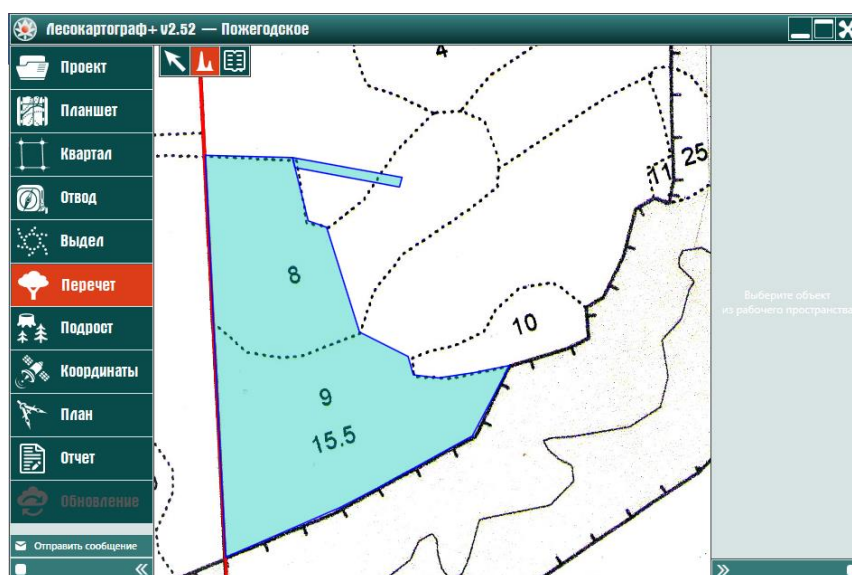 Лесокартограф+ v2.52 — Пожегодское
Проект
Планшет
Квартал
Отвод
Выдел
Перечет
Подрост
Координаты
План
Отчет
Обновление
Отправить сообщение
4
11
25
8
10
9
15.5
Выберите объект
из рабочего пространства